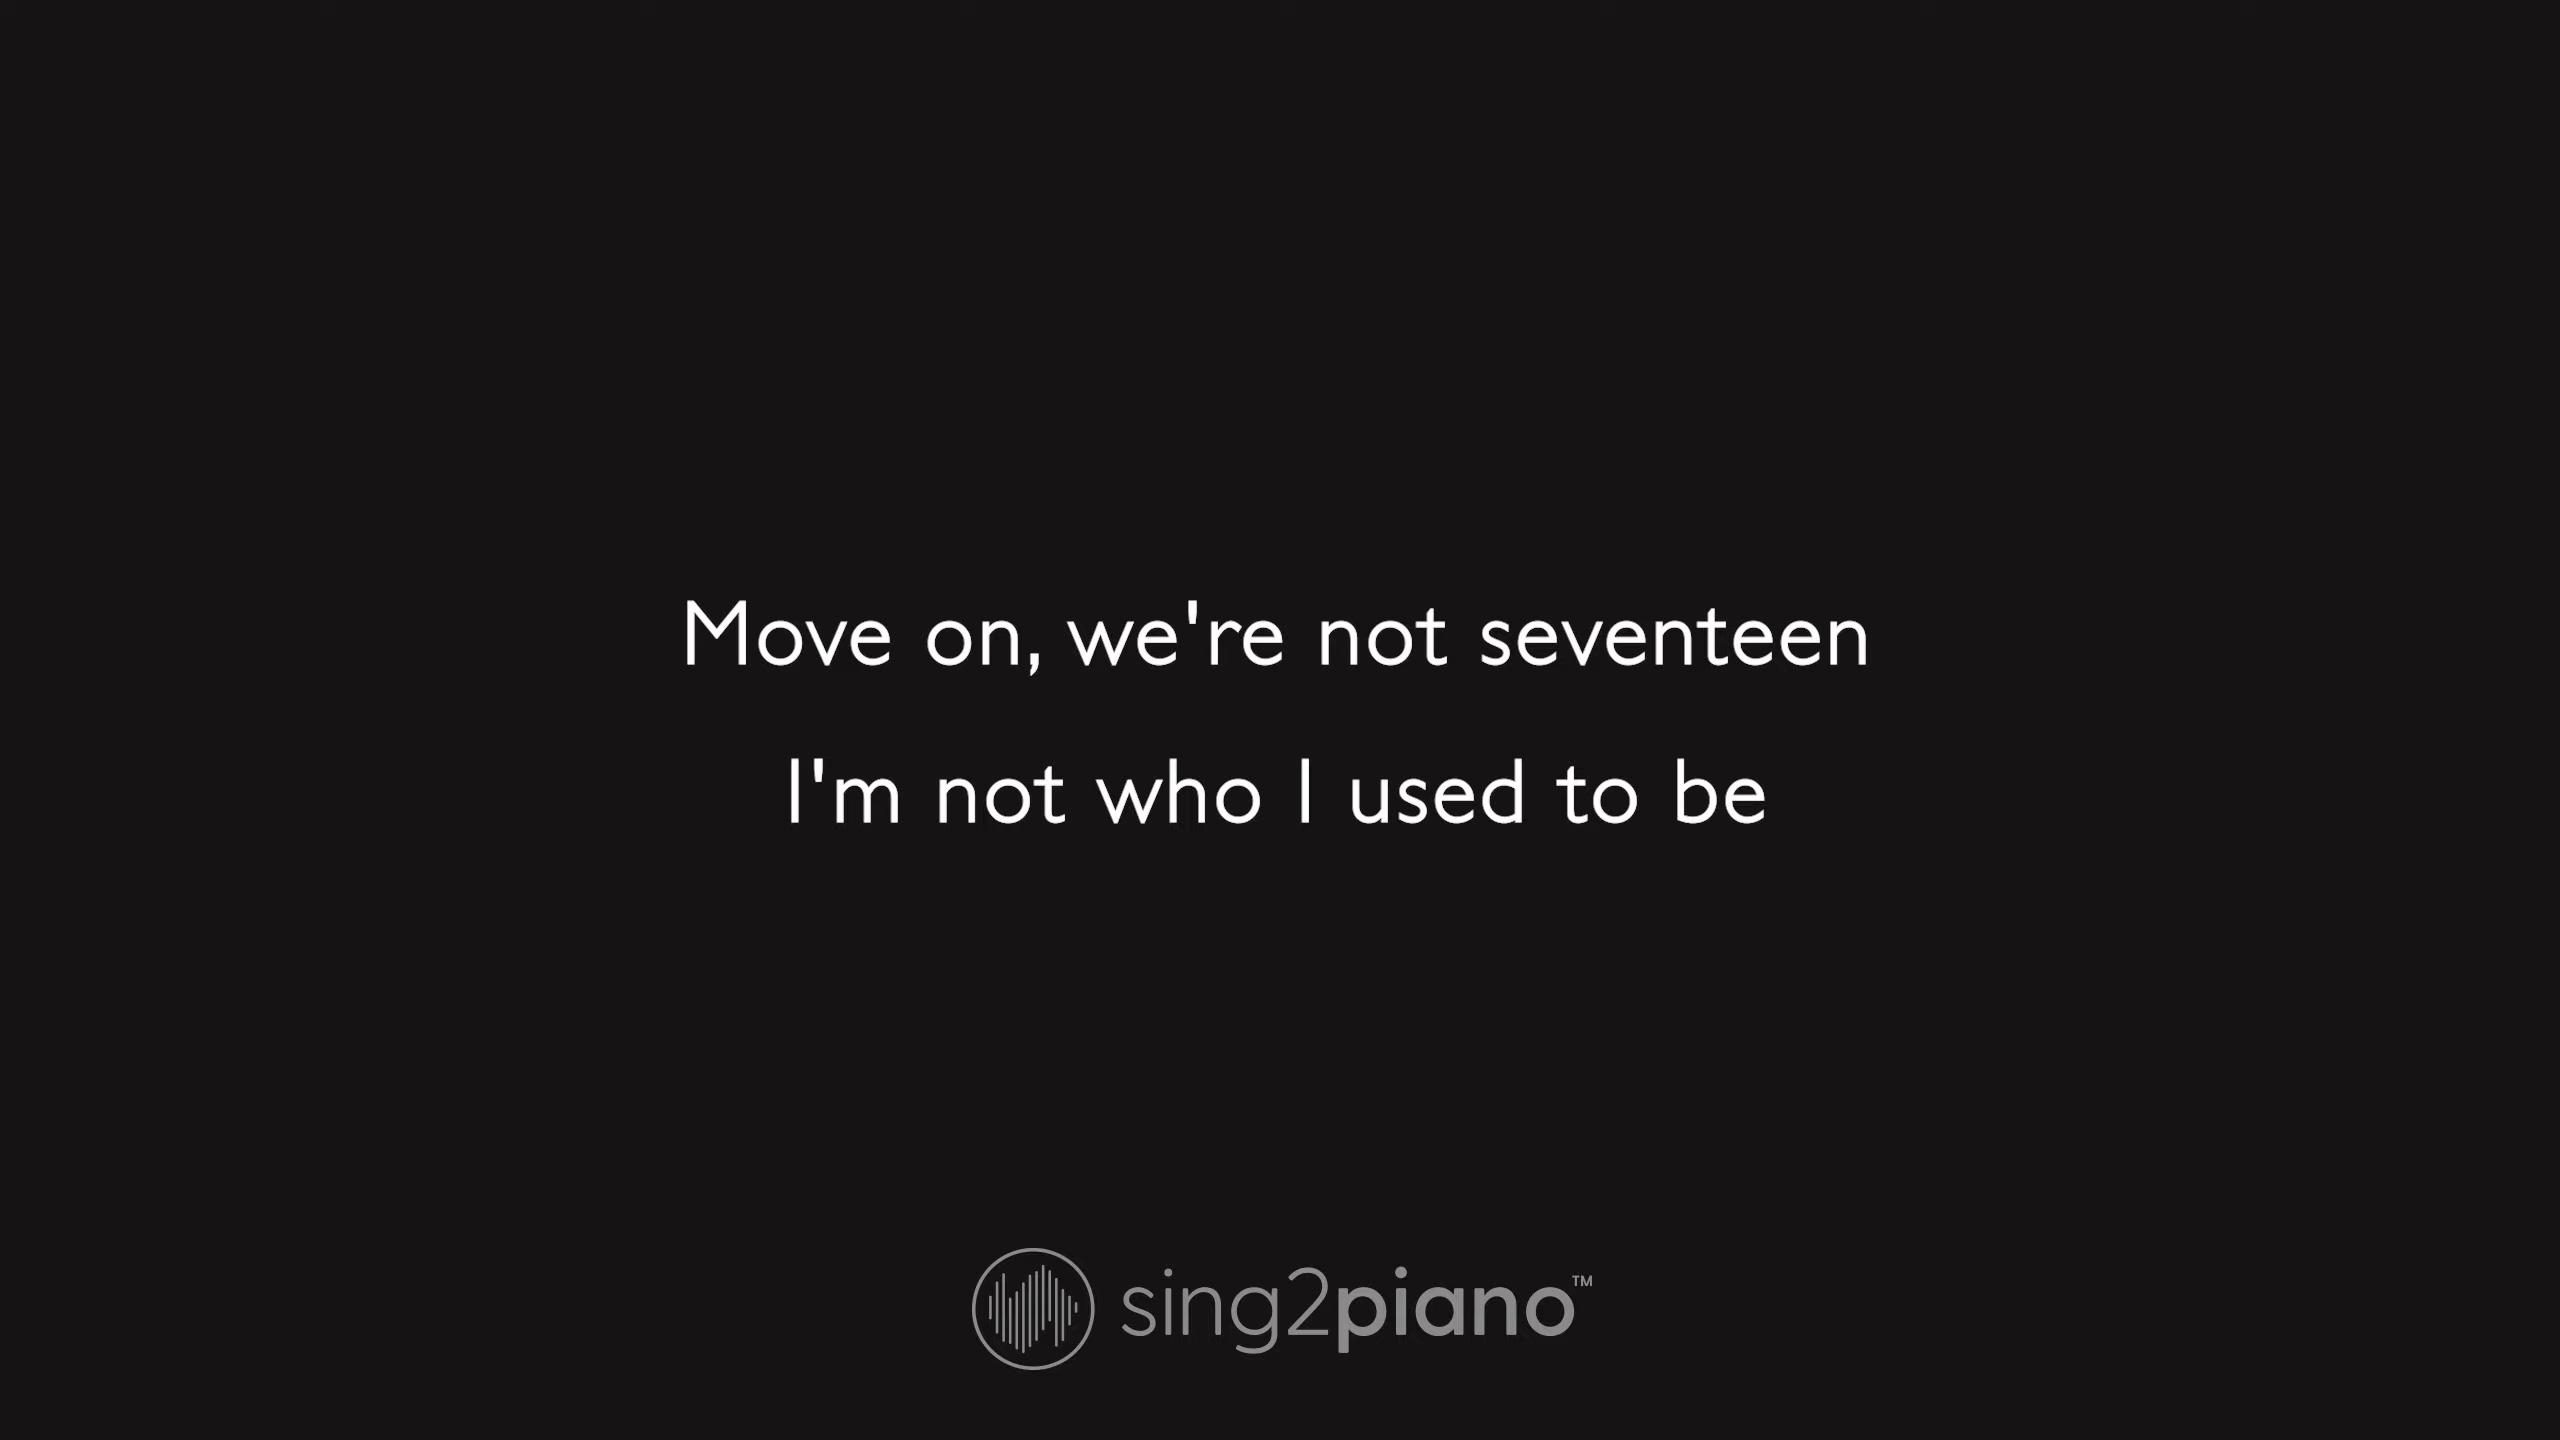 Move on, we're not seventeen
I'm not who I used to be
sing2piano™